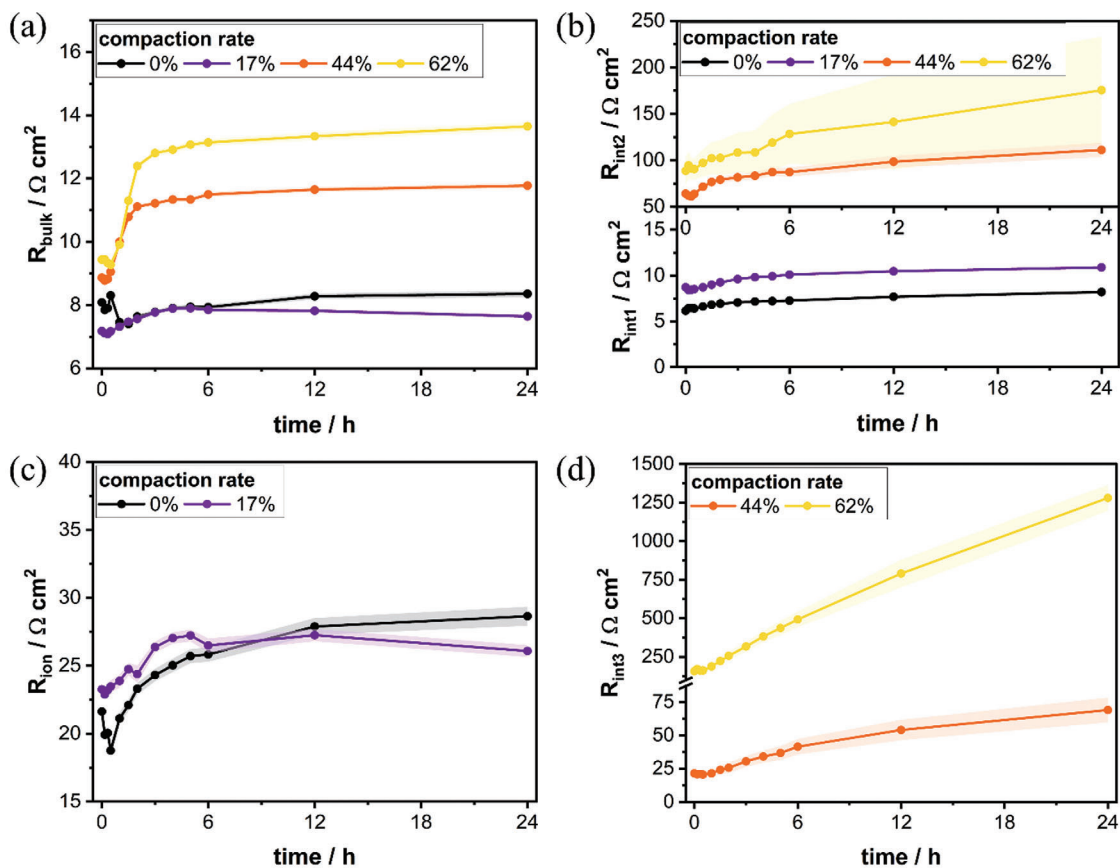 (a)
compaction rate
0% 17% 44% 62%
16
14
12
10
8
6
R_bulk / Ω cm²
0 6 12 18 24
time / h
(b)
compaction rate
0% 17% 44% 62%
250
200
150
100
50
R_int2 / Ω cm²
15
10
5
0
R_int1 / Ω cm²
0 6 12 18 24
time / h
(c)
compaction rate
0% 17%
40
35
30
25
20
15
R_ion / Ω cm²
0 6 12 18 24
time / h
(d)
compaction rate
44% 62%
1500
1250
1000
750
500
250
75
50
25
0
R_int3 / Ω cm²
0 6 12 18 24
time / h